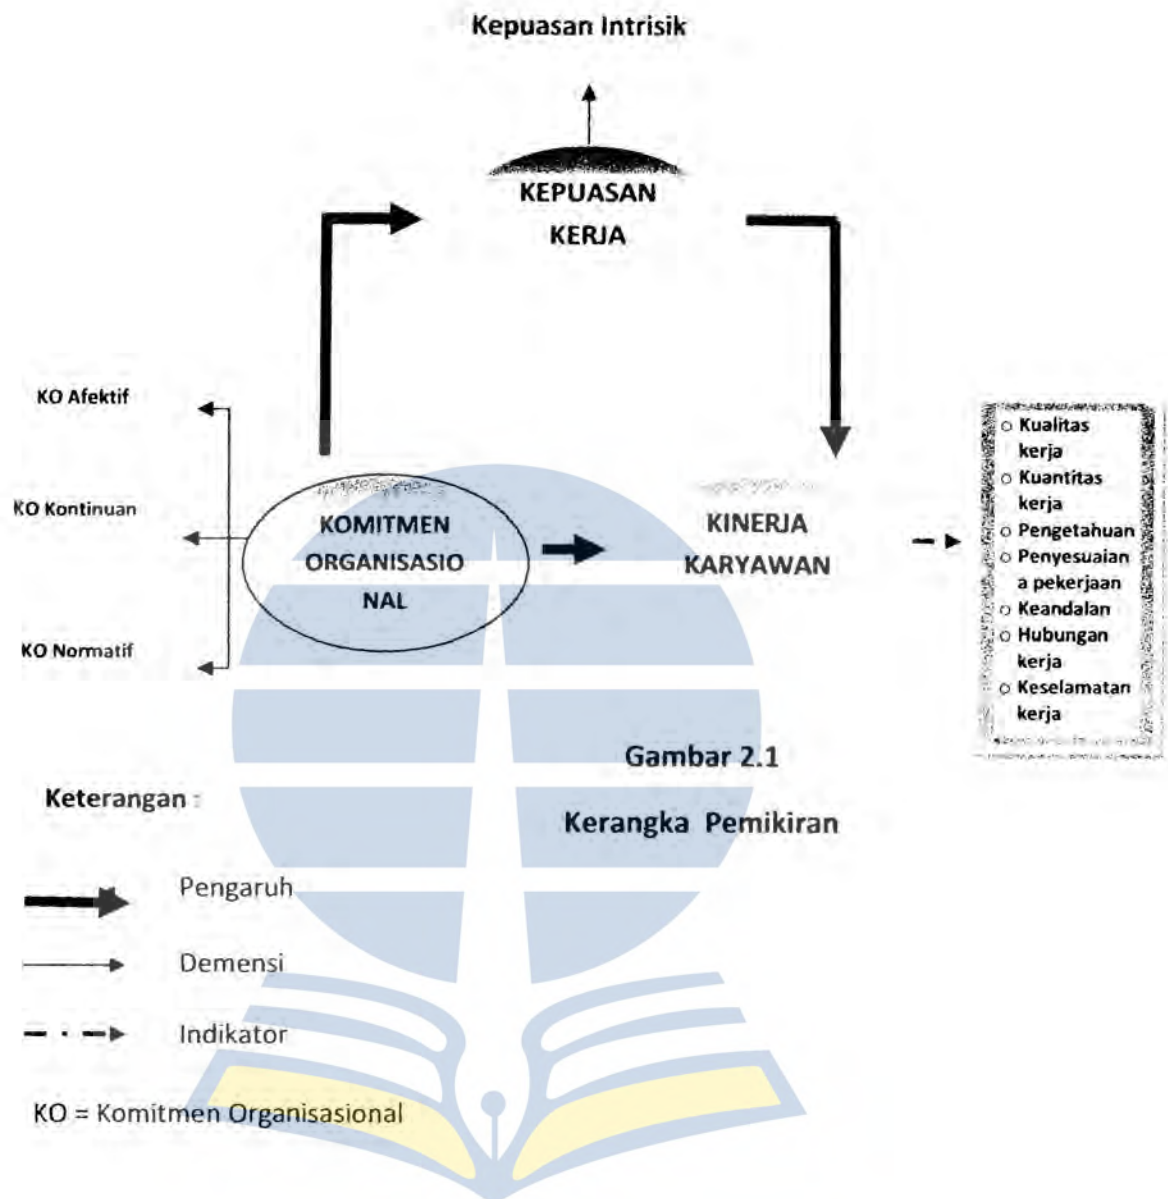 Kepuasan Intrisik
KEPUASAN
KERJA
KO Afektif
KO Kontinuan
KO Normatif
KOMITMEN
ORGANISASIO
NAL
KINERJA
KARYAWAN
○ Kualitas
kerja
○ Kuantitas
kerja
○ Pengetahuan
○ Penyesuaian
a pekerjaan
○ Keandalan
○ Hubungan
kerja
○ Keselamatan
kerja
Gambar 2.1
Kerangka Pemikiran
Keterangan :
Pengaruh
Demensi
Indikator
KO = Komitmen Organisasional